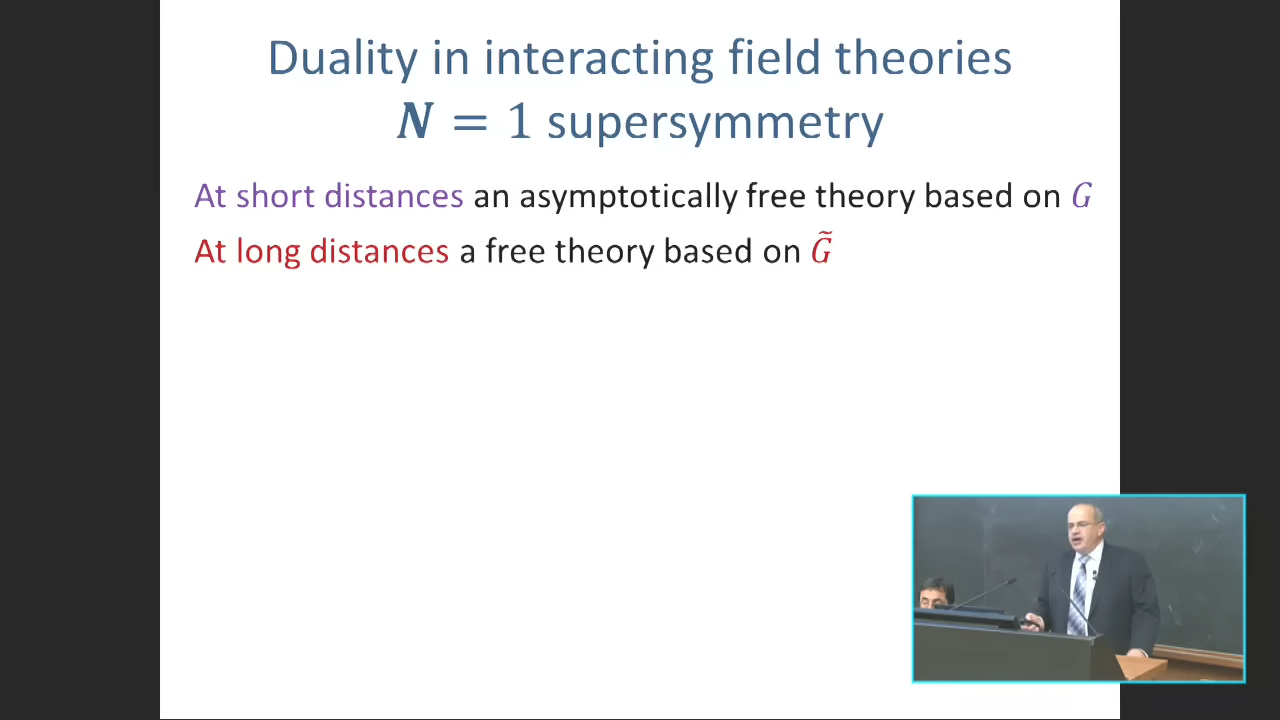 Duality in interacting field theories
𝑵 = 1 supersymmetry
At short distances an asymptotically free theory based on 𝐺
At long distances a free theory based on 𝐺̃